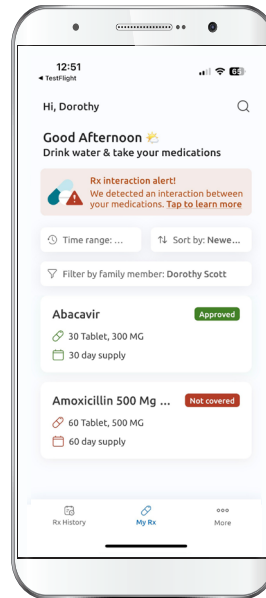 12:51
◀ TestFlight
Hi, Dorothy
Good Afternoon
Drink water & take your medications
Rx interaction alert!
We detected an interaction between
your medications. Tap to learn more
Time range: ...
Sort by: Newe...
Filter by family member: Dorothy Scott
Abacavir
Approved
30 Tablet, 300 MG
30 day supply
Amoxicillin 500 Mg ...
Not covered
60 Tablet, 500 MG
60 day supply
Rx History
My Rx
More